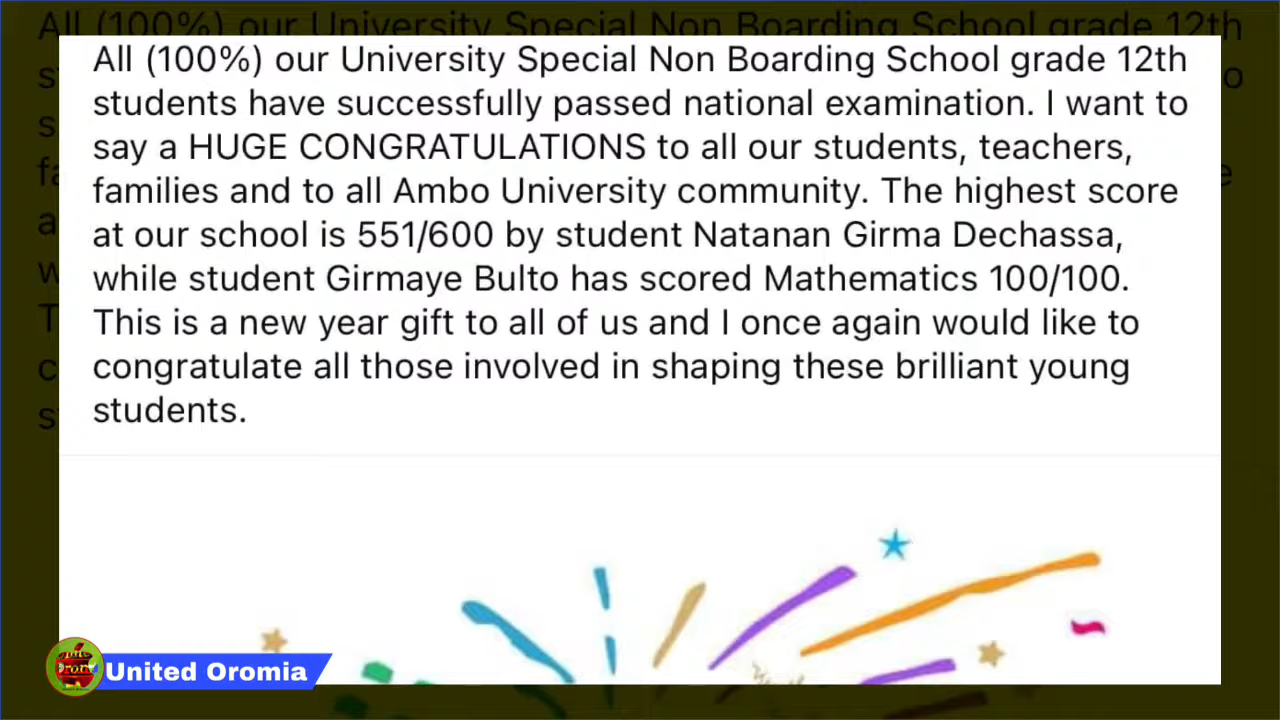 All (100%) our University Special Non Boarding School grade 12th
students have successfully passed national examination. I want to
say a HUGE CONGRATULATIONS to all our students, teachers,
families and to all Ambo University community. The highest score
at our school is 551/600 by student Natanan Girma Dechassa,
while student Girmaye Bulto has scored Mathematics 100/100.
This is a new year gift to all of us and I once again would like to
congratulate all those involved in shaping these brilliant young
students.
United Oromia